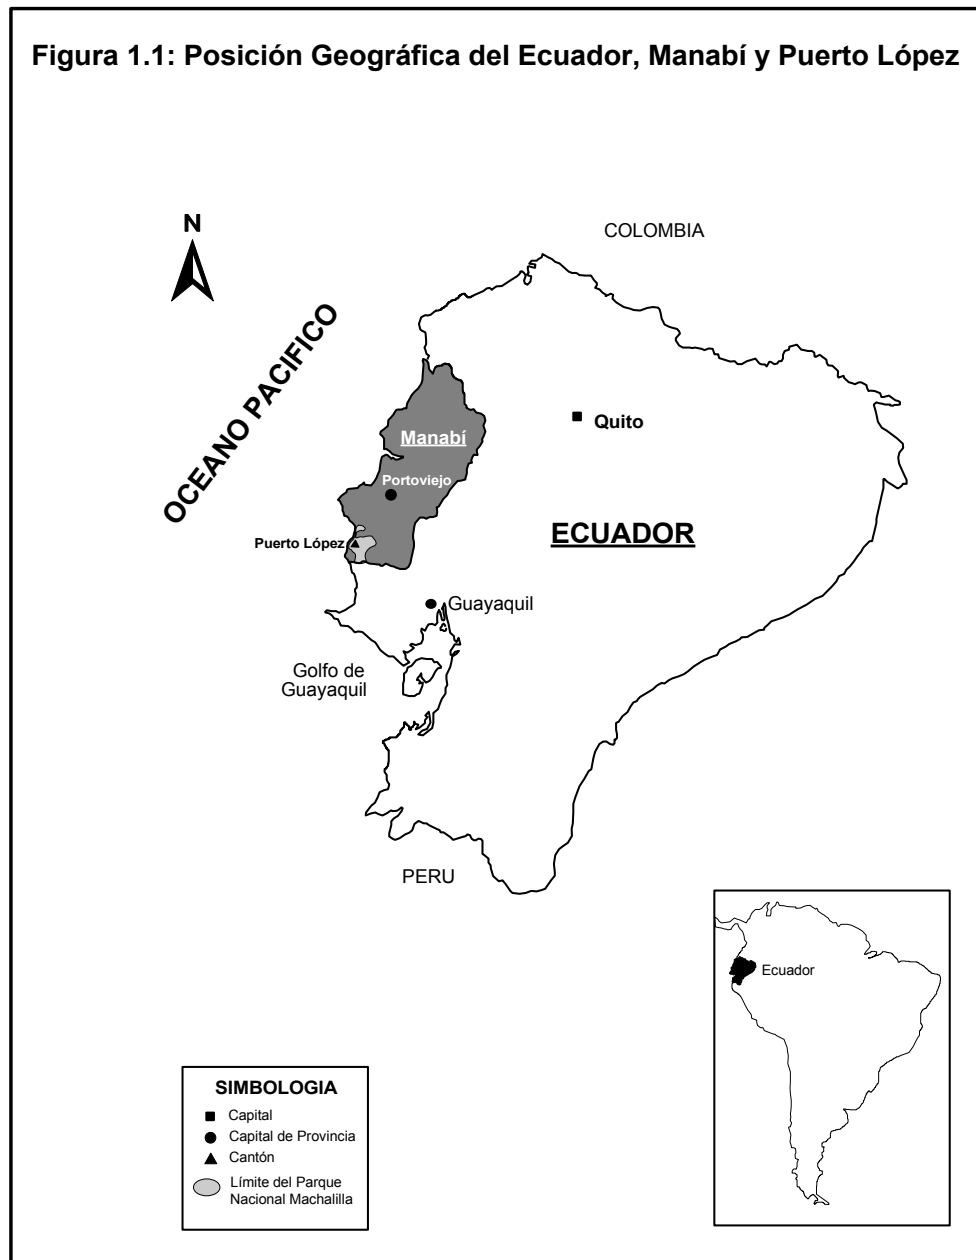 Figura 1.1: Posición Geográfica del Ecuador, Manabí y Puerto López
N
COLOMBIA
OCEANO PACIFICO
Quito
Manabí
Portoviejo
ECUADOR
Puerto López
Guayaquil
Golfo de
Guayaquil
PERU
Ecuador
SIMBOLOGIA
Capital
Capital de Provincia
Cantón
Límite del Parque
Nacional Machalilla